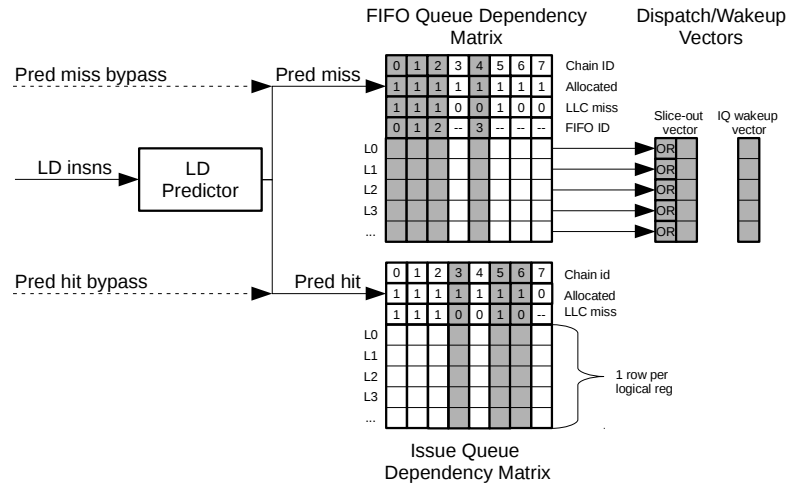 FIFO Queue Dependency
Matrix
Dispatch/Wakeup
Vectors
Pred miss bypass
Pred miss
0 1 2 3 4 5 6 7 Chain ID
1 1 1 1 1 1 1 1 Allocated
1 1 1 0 0 1 0 0 LLC miss
0 1 2 -- 3 -- -- -- FIFO ID
Slice-out
vector
IQ wakeup
vector
LD insns
LD
Predictor
L0 OR
L1 OR
L2 OR
L3 OR
... OR
Pred hit bypass
Pred hit
0 1 2 3 4 5 6 7 Chain id
1 1 1 1 1 1 1 0 Allocated
1 1 1 0 0 1 0 -- LLC miss
L0
L1
L2
L3
...
1 row per
logical reg
Issue Queue
Dependency Matrix